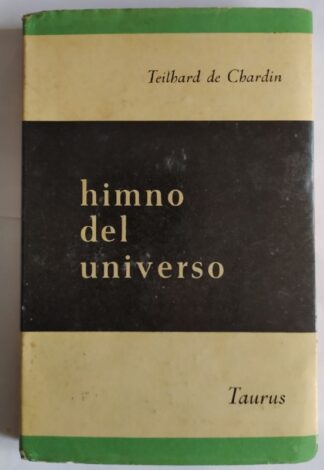 Teilhard de Chardin
himno
del
universo
Taurus